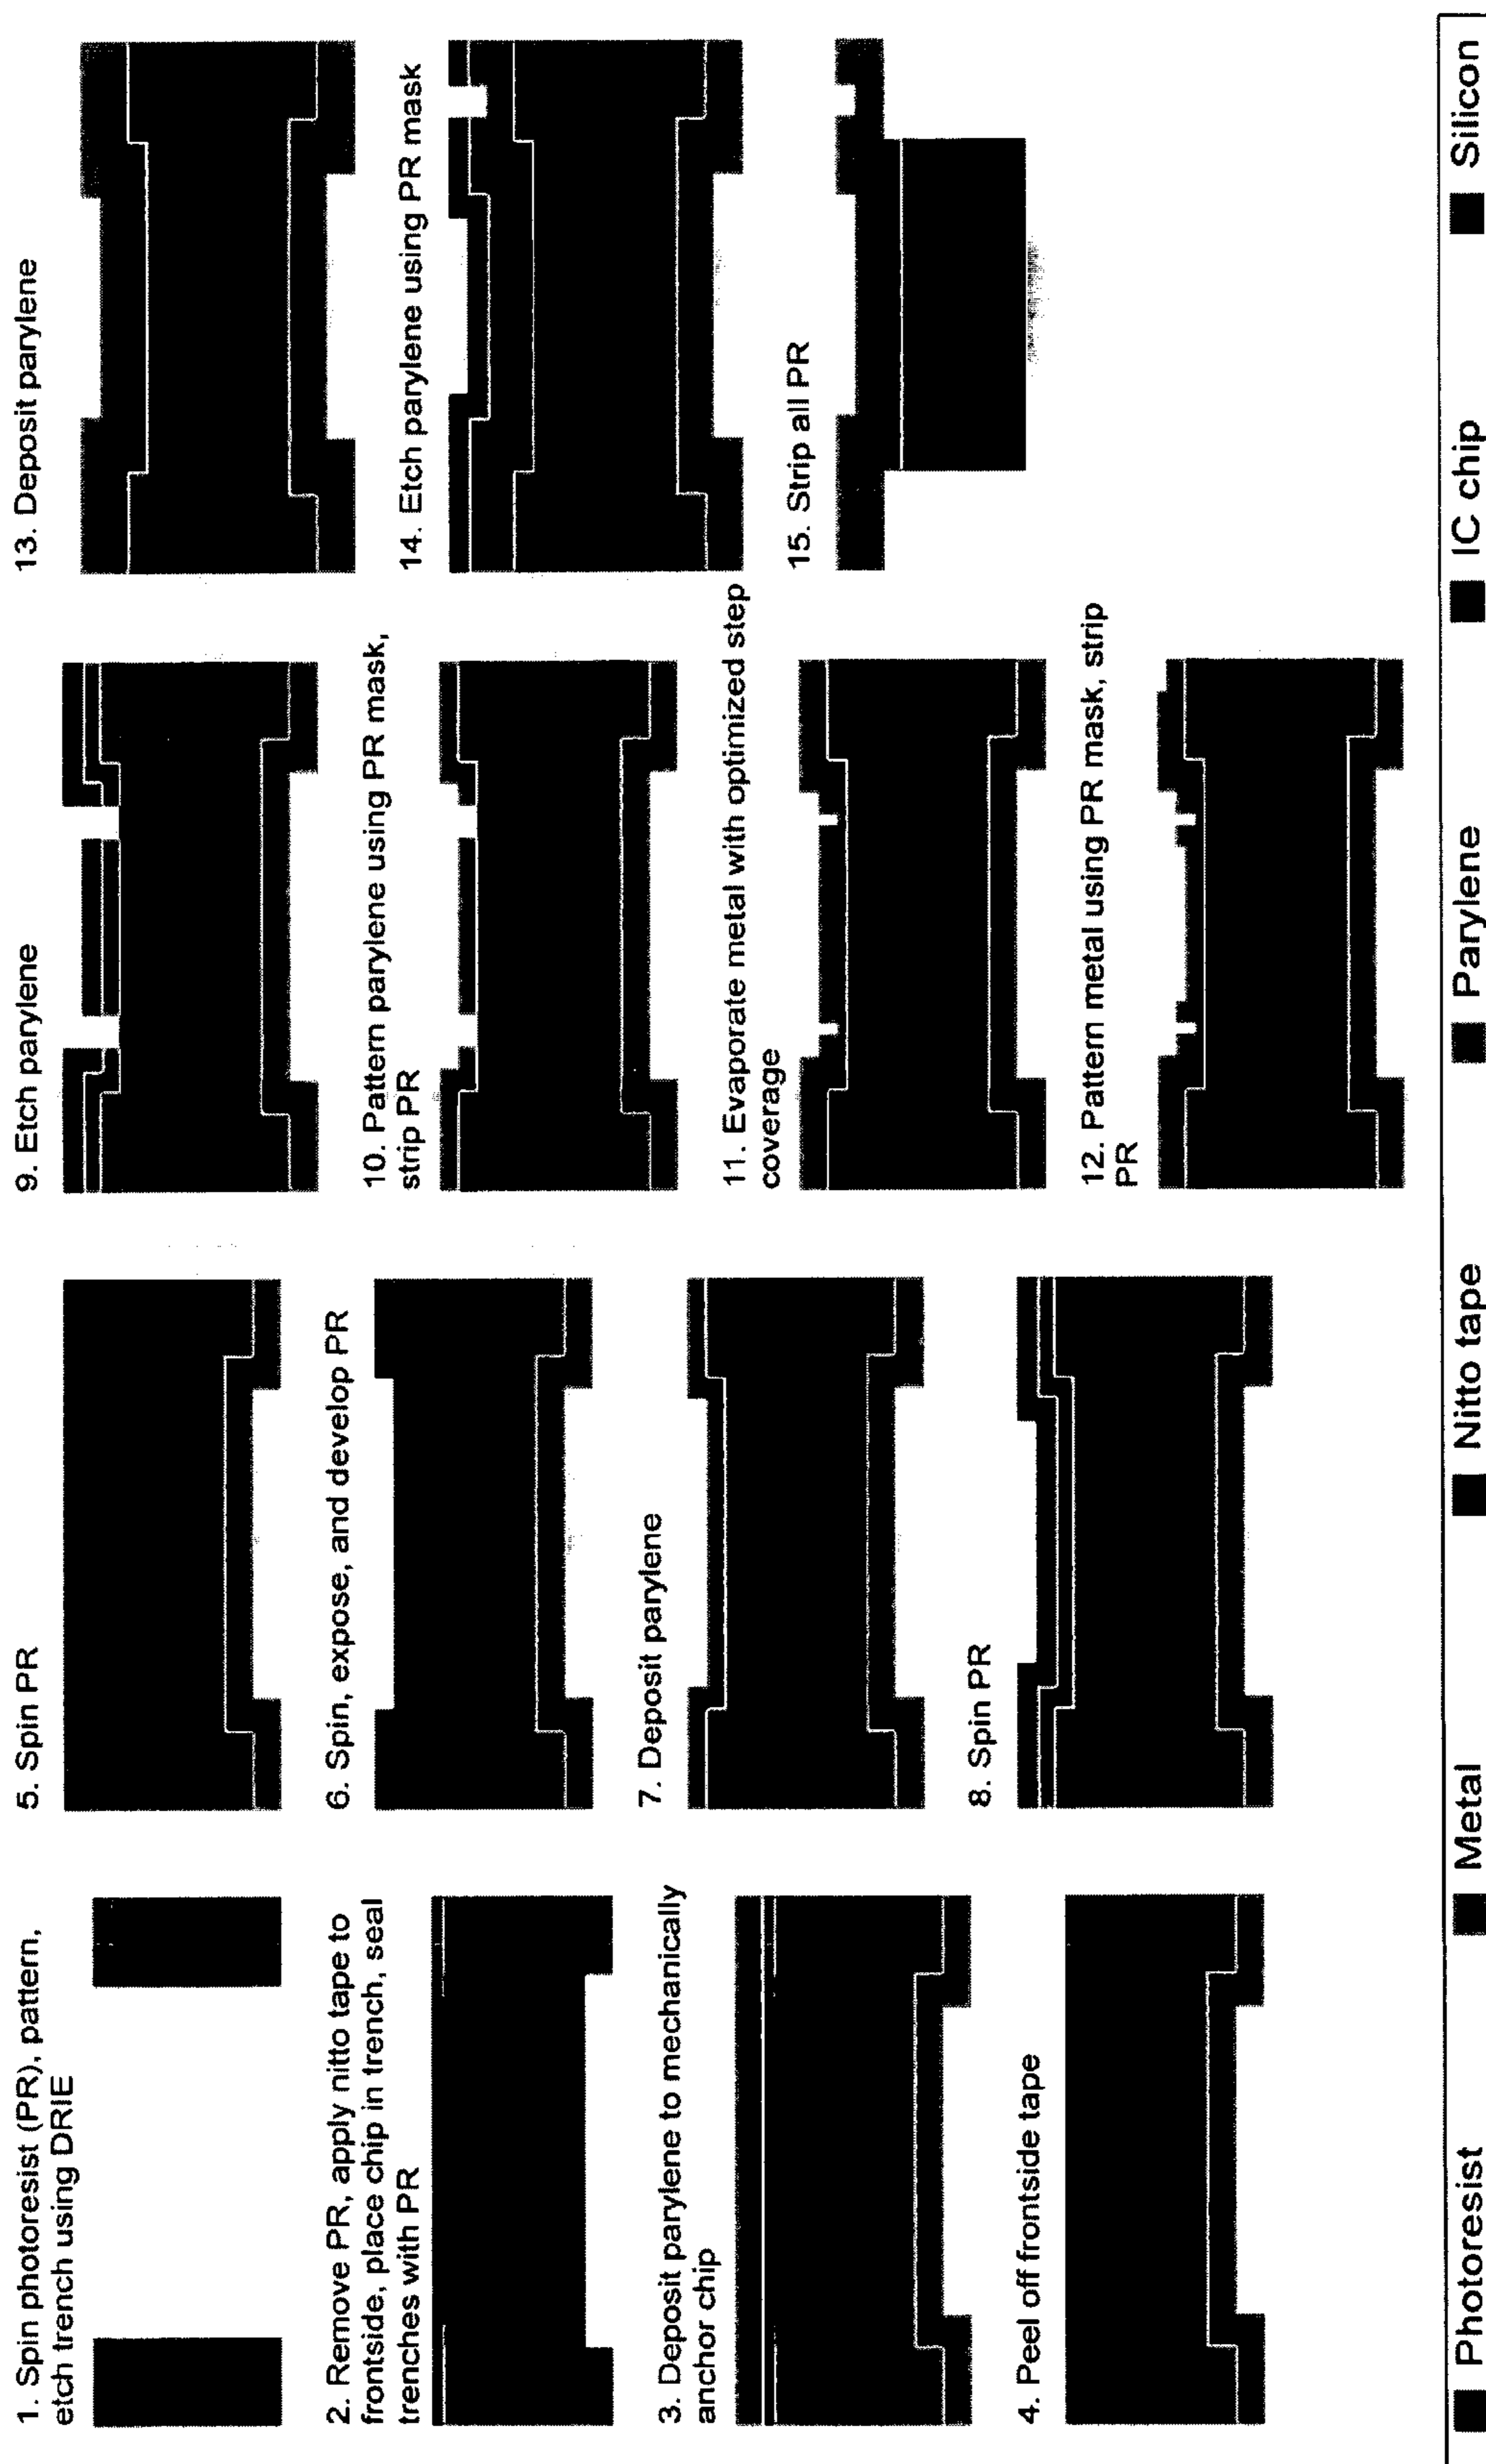 1. Spin photoresist (PR), pattern,
etch trench using DRIE
2. Remove PR, apply nitto tape to
frontside, place chip in trench, seal
trenches with PR
3. Deposit parylene to mechanically
anchor chip
4. Peel off frontside tape
5. Spin PR
6. Spin, expose, and develop PR
7. Deposit parylene
8. Spin PR
9. Etch parylene
10. Pattern parylene using PR mask,
strip PR
11. Evaporate metal with optimized step
coverage
12. Pattern metal using PR mask, strip
PR
13. Deposit parylene
14. Etch parylene using PR mask
15. Strip all PR
Photoresist Metal Nitto tape Parylene IC chip Silicon